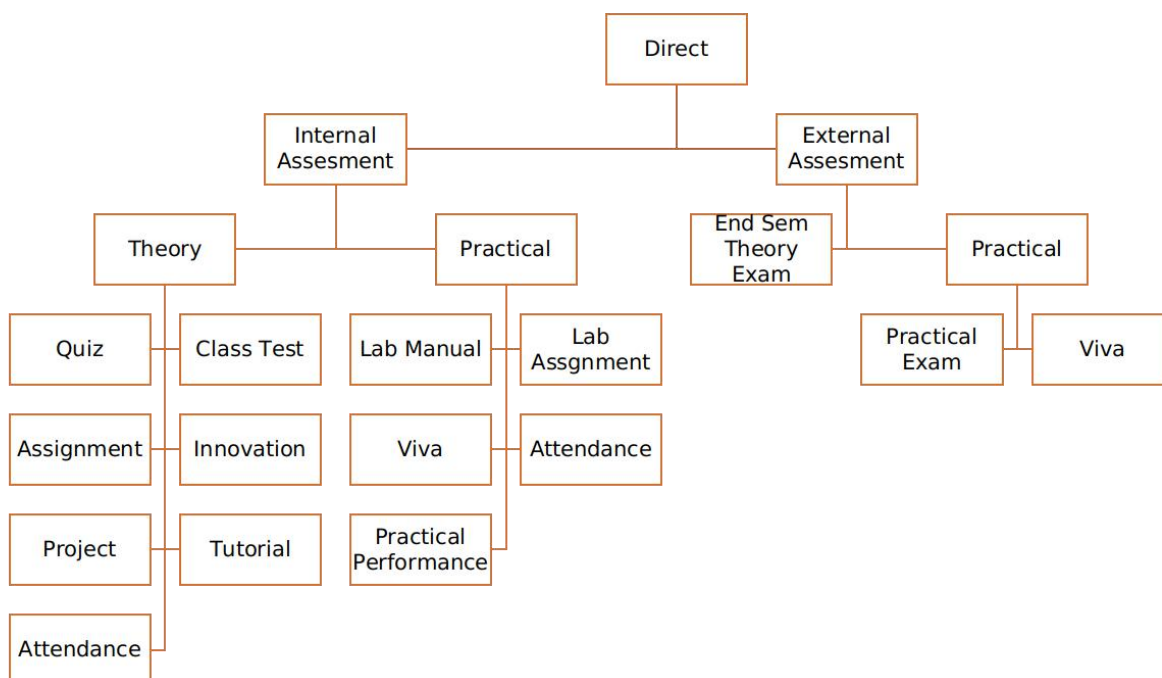 Direct
Internal
Assesment
External
Assesment
Theory
Practical
End Sem
Theory
Exam
Practical
Quiz
Class Test
Lab Manual
Lab
Assgnment
Practical
Exam
Viva
Assignment
Innovation
Viva
Attendance
Project
Tutorial
Practical
Performance
Attendance